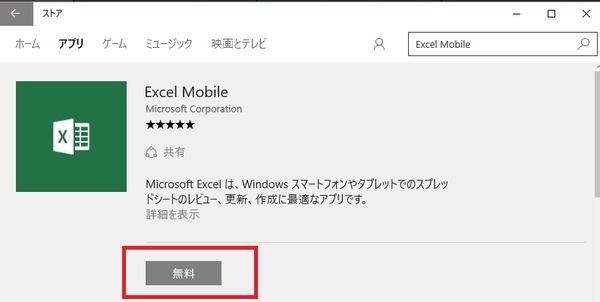 ストア
ホーム アプリ ゲーム ミュージック 映画とテレビ Excel Mobile
Excel Mobile
Microsoft Corporation
共有
Microsoft Excel は、Windows スマートフォンやタブレットでのスプレッ
ドシートのレビュー、更新、作成に最適なアプリです。
詳細を表示
無料